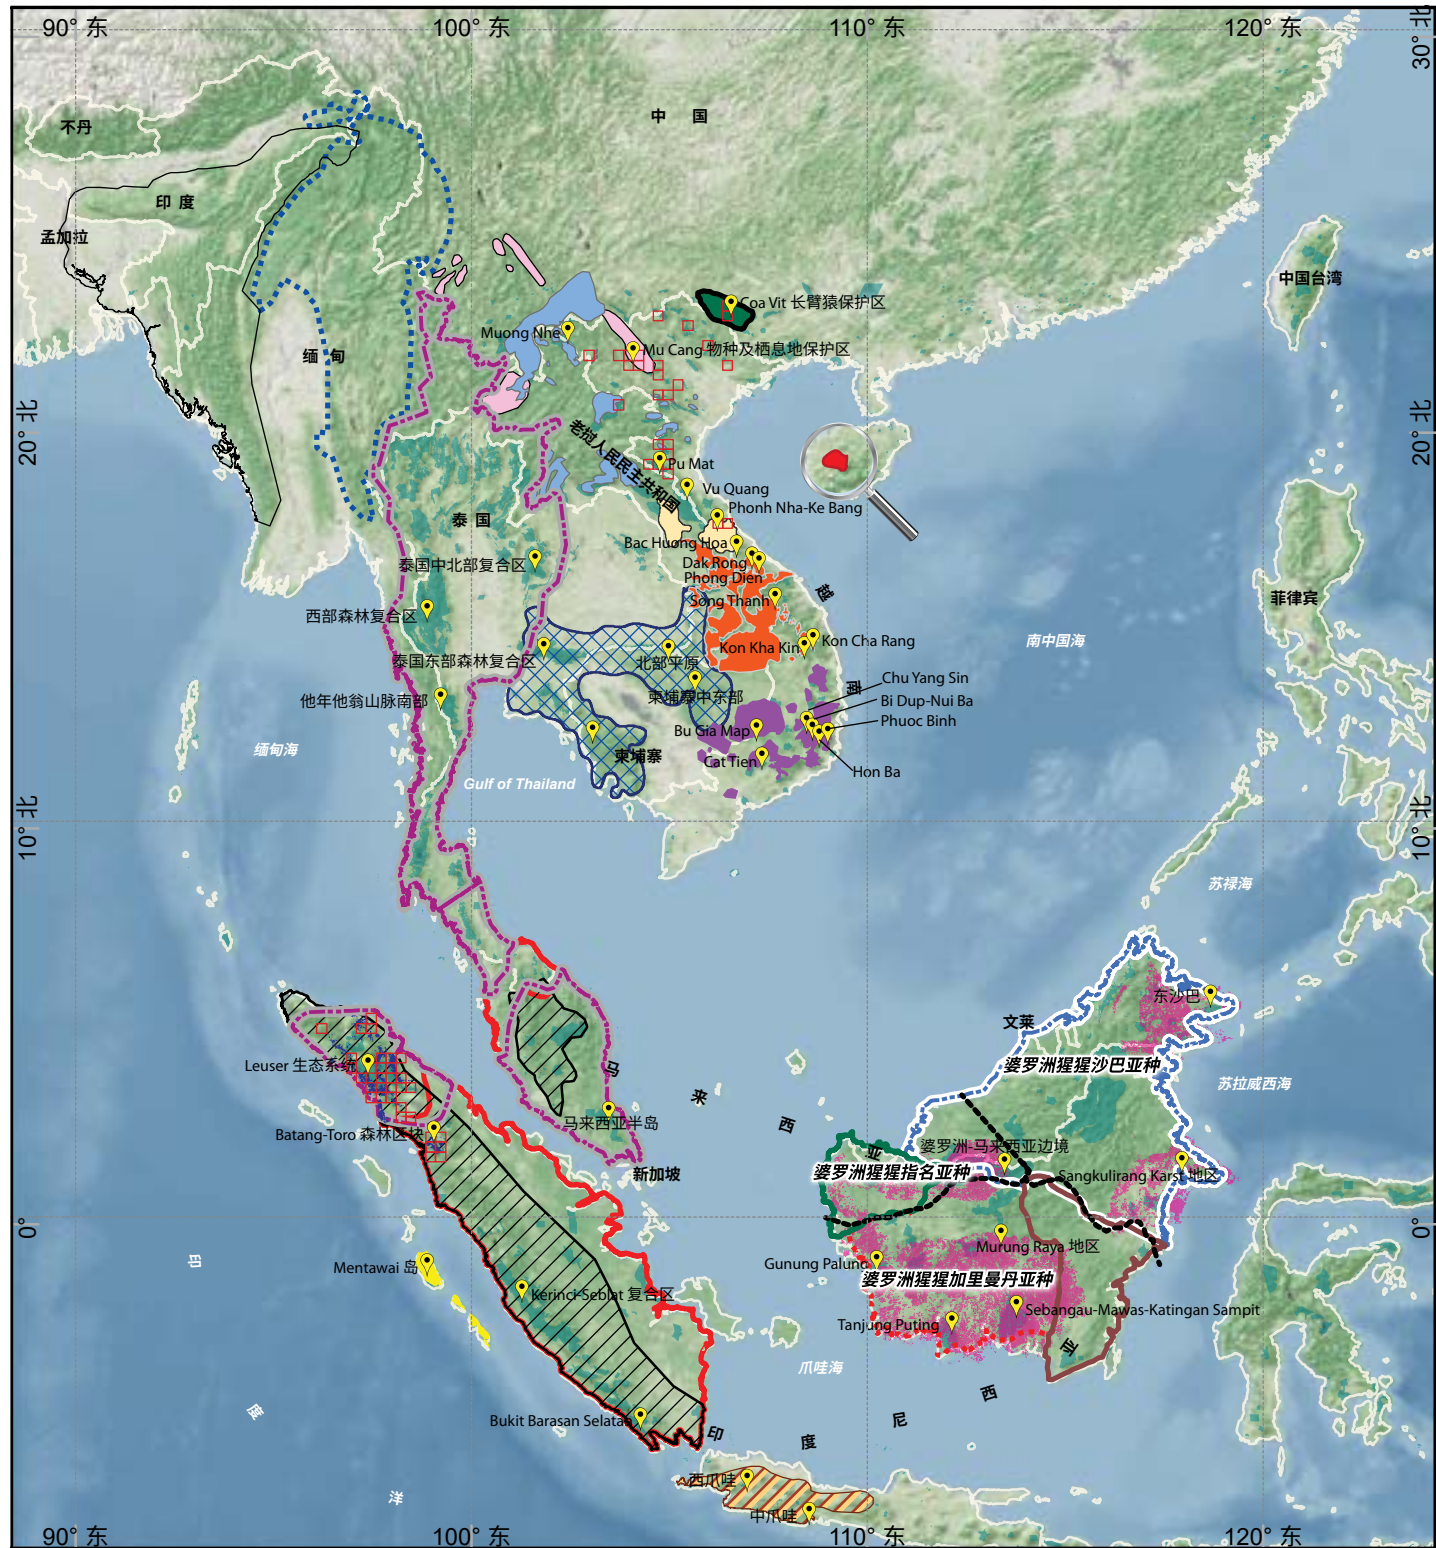 90° 东
100° 东
110° 东
120° 东
30° 北
不丹
中 国
印 度
孟加拉
中国台湾
Coa Vit 长臂猿保护区
Muong Nhe
Mu Cang 物种及栖息地保护区
缅 甸
20° 北
20° 北
老挝人民民主共和国
Pu Mat
Vu Quang
Phonh Nha-Ke Bang
泰 国
Bac Huong Hoa
泰国中北部复合区
Dak Rong
Phong Dien
越
菲律宾
Song Thanh
西部森林复合区
南中国海
Kon Cha Rang
Kon Kha Kin
泰国东部森林复合区
北部平原
Chu Yang Sin
南
柬埔寨中东部
他年他翁山脉南部
Bi Dup-Nui Ba
Phuoc Binh
Bu Gia Map
缅甸海
柬埔寨
Cat Tien
Hon Ba
Gulf of Thailand
10° 北
10° 北
苏禄海
东沙巴
文莱
Leuser 生态系统
婆罗洲猩猩沙巴亚种
马
来
西
亚
苏拉威西海
马来西亚半岛
Batang-Toro 森林区块
婆罗洲-马来西亚边境
新加坡
婆罗洲猩猩指名亚种
Sangkulirang Karst 地区
0°
0°
Murung Raya 地区
印
Mentawai 岛
Gunung Palung
婆罗洲猩猩加里曼丹亚种
Kerinci-Seblat 复合区
Sebangau-Mawas-Katingan Sampit
Tanjung Puting
爪哇海
度
Bukit Barasan Selatan
印
度
尼
西
亚
西爪哇
洋
中爪哇
90° 东
100° 东
110° 东
120° 东